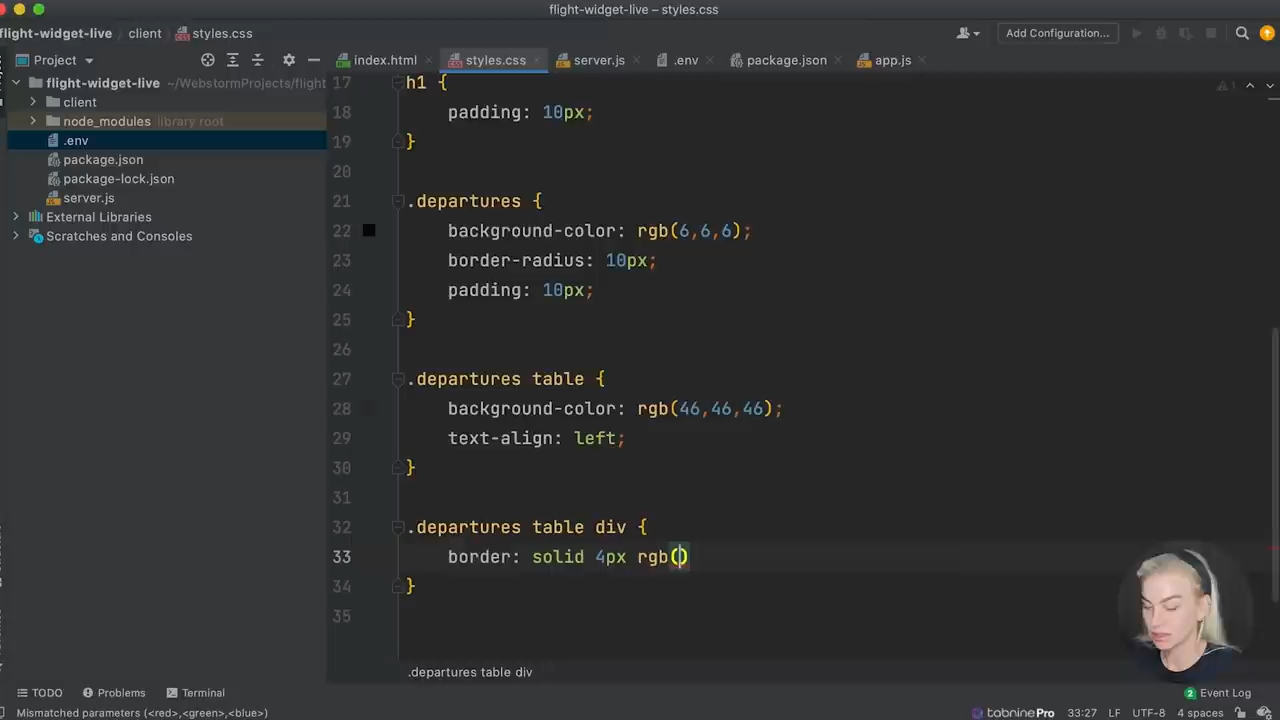 flight-widget-live – styles.css
flight-widget-live client styles.css Add Configuration...
Project index.html styles.css server.js .env package.json app.js
flight-widget-live ~/WebstormProjects/flight
client
node_modules library root
.env
package.json
package-lock.json
server.js
External Libraries
Scratches and Consoles
17 h1 {
18 padding: 10px;
19 }
20
21 .departures {
22 background-color: rgb(6,6,6);
23 border-radius: 10px;
24 padding: 10px;
25 }
26
27 .departures table {
28 background-color: rgb(46,46,46);
29 text-align: left;
30 }
31
32 .departures table div {
33 border: solid 4px rgb()
34 }
35
.departures table div
TODO Problems Terminal 2 Event Log
Mismatched parameters (<red>,<green>,<blue>) tabnine Pro 33:27 LF UTF-8 4 spaces